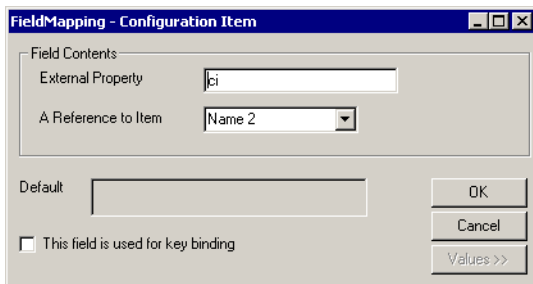 FieldMapping - Configuration Item
Field Contents
External Property
ci
A Reference to Item
Name 2
Default
OK
Cancel
This field is used for key binding
Values >>